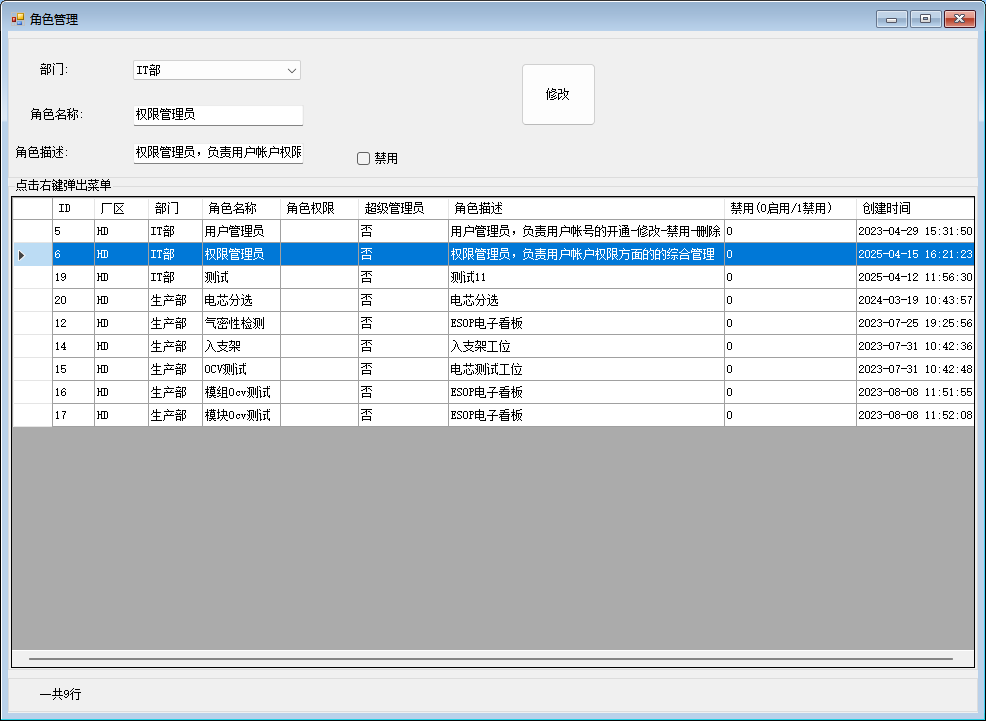 角色管理
部门: IT部
修改
角色名称: 权限管理员
角色描述: 权限管理员，负责用户帐户权限
禁用
点击右键弹出菜单
ID 厂区 部门 角色名称 角色权限 超级管理员 角色描述 禁用(0启用/1禁用) 创建时间
5 HD IT部 用户管理员 否 用户管理员，负责用户帐号的开通-修改-禁用-删除 0 2023-04-29 15:31:50
6 HD IT部 权限管理员 否 权限管理员，负责用户帐户权限方面的的综合管理 0 2025-04-15 16:21:23
19 HD IT部 测试 否 测试11 0 2025-04-12 11:56:30
20 HD 生产部 电芯分选 否 电芯分选 0 2024-03-19 10:43:57
12 HD 生产部 气密性检测 否 ESOP电子看板 0 2023-07-25 19:25:56
14 HD 生产部 入支架 否 入支架工位 0 2023-07-31 10:42:36
15 HD 生产部 OCV测试 否 电芯测试工位 0 2023-07-31 10:42:48
16 HD 生产部 模组Ocv测试 否 ESOP电子看板 0 2023-08-08 11:51:55
17 HD 生产部 模块Ocv测试 否 ESOP电子看板 0 2023-08-08 11:52:08
一共9行